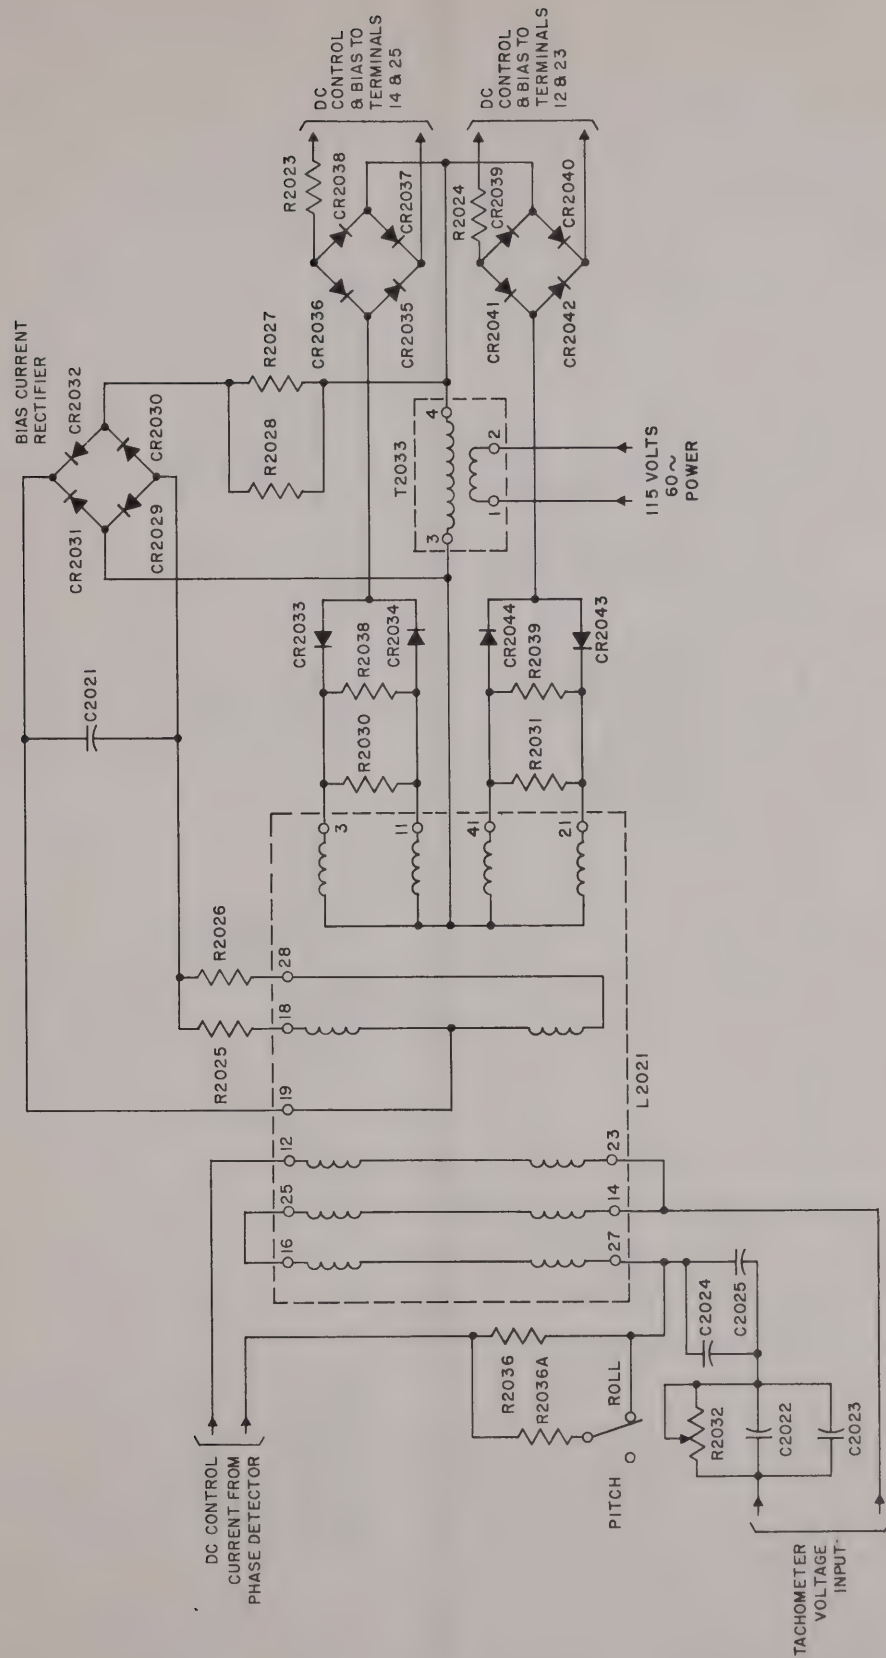 BIAS CURRENT
RECTIFIER
CR2032
CR2030
CR2031
CR2029
C2021
R2027
R2028
R2023
CR2038
CR2037
CR2036
CR2035
DC
CONTROL
& BIAS TO
TERMINALS
14 & 25
R2024
CR2039
CR2040
CR2041
CR2042
DC
CONTROL
& BIAS TO
TERMINALS
12 & 23
T2033
4
3
2
1
115 VOLTS
60~
POWER
CR2033
R2038
CR2034
R2030
CR2044
R2039
CR2043
R2031
3
11
41
21
R2026
R2025
28
18
19
12
25
16
23
14
27
L2021
DC CONTROL
CURRENT FROM
PHASE DETECTOR
R2036
R2036A
ROLL
PITCH
C2024
C2025
R2032
C2022
C2023
TACHOMETER
VOLTAGE
INPUT